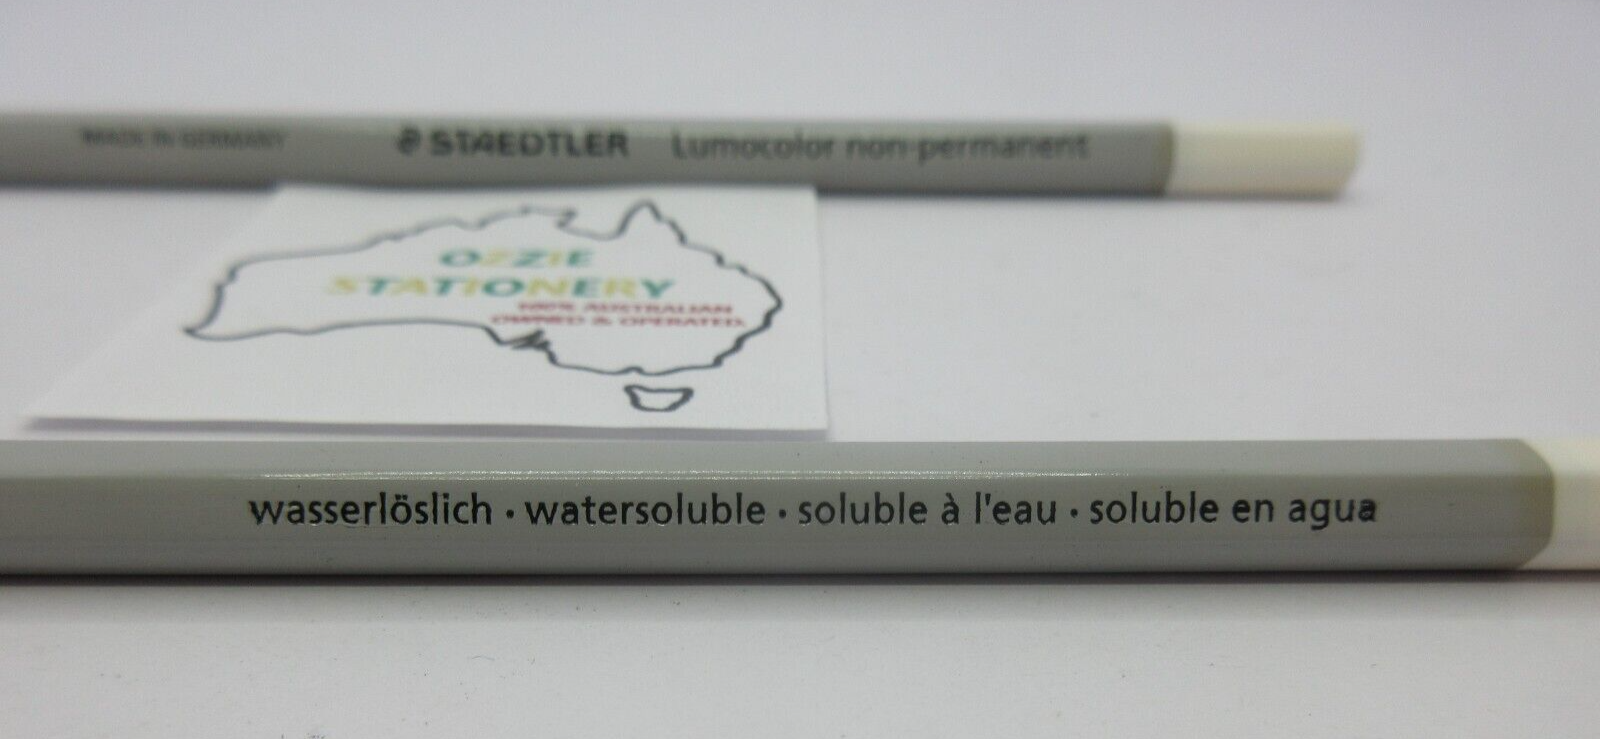 MADE IN GERMANY STAEDTLER Lumocolor non-permanent
OZZIE
STATIONERY
100% AUSTRALIAN
OWNED & OPERATED.
wasserlöslich · watersoluble · soluble à l'eau · soluble en agua